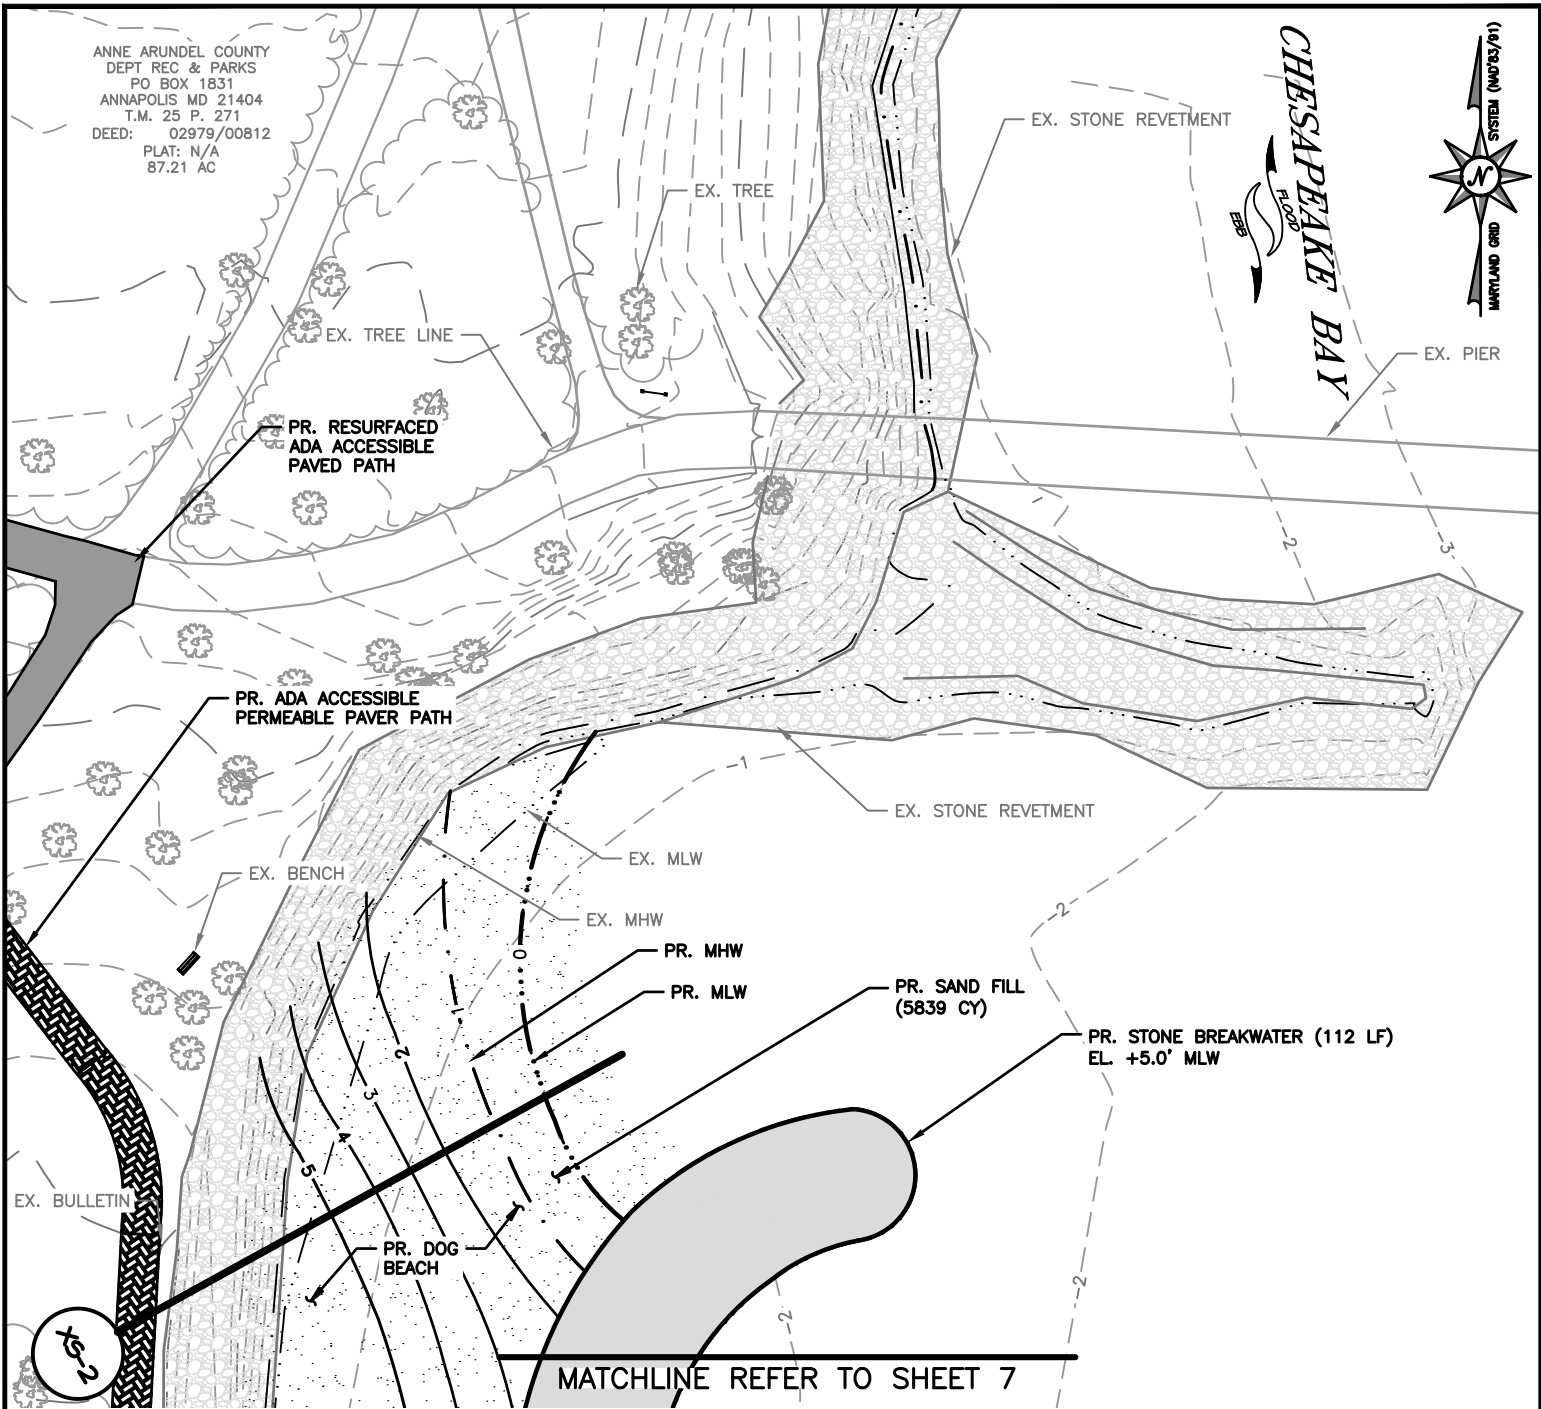 ANNE ARUNDEL COUNTY
DEPT REC & PARKS
PO BOX 1831
ANNAPOLIS MD 21404
T.M. 25 P. 271
DEED: 02979/00812
PLAT: N/A
87.21 AC
EX. STONE REVETMENT
CHESAPEAKE BAY
FLOOD
EBB
SYSTEM (NAD'83/91)
N
MARYLAND GRID
EX. TREE
EX. TREE LINE
EX. PIER
PR. RESURFACED
ADA ACCESSIBLE
PAVED PATH
-2
-3
PR. ADA ACCESSIBLE
PERMEABLE PAVER PATH
-1
EX. STONE REVETMENT
EX. MLW
EX. BENCH
EX. MHW
-2
0
PR. MHW
PR. MLW
PR. SAND FILL
(5839 CY)
PR. STONE BREAKWATER (112 LF)
EL. +5.0' MLW
1
2
3
4
5
EX. BULLETIN
PR. DOG
BEACH
-2
-2
XS-2
MATCHLINE REFER TO SHEET 7